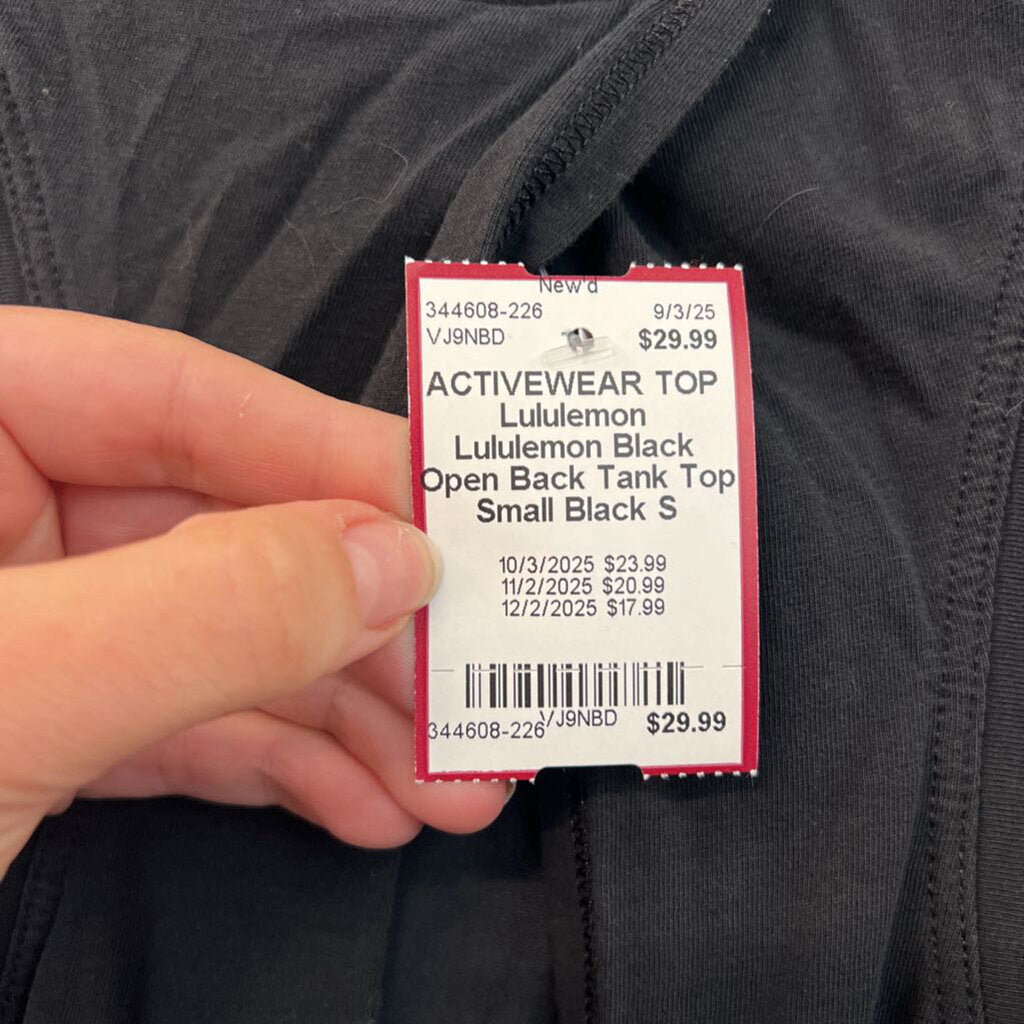 New'd
344608-226 9/3/25
VJ9NBD $29.99
ACTIVEWEAR TOP
Lululemon
Lululemon Black
Open Back Tank Top
Small Black S
10/3/2025 $23.99
11/2/2025 $20.99
12/2/2025 $17.99
344608-226 VJ9NBD $29.99